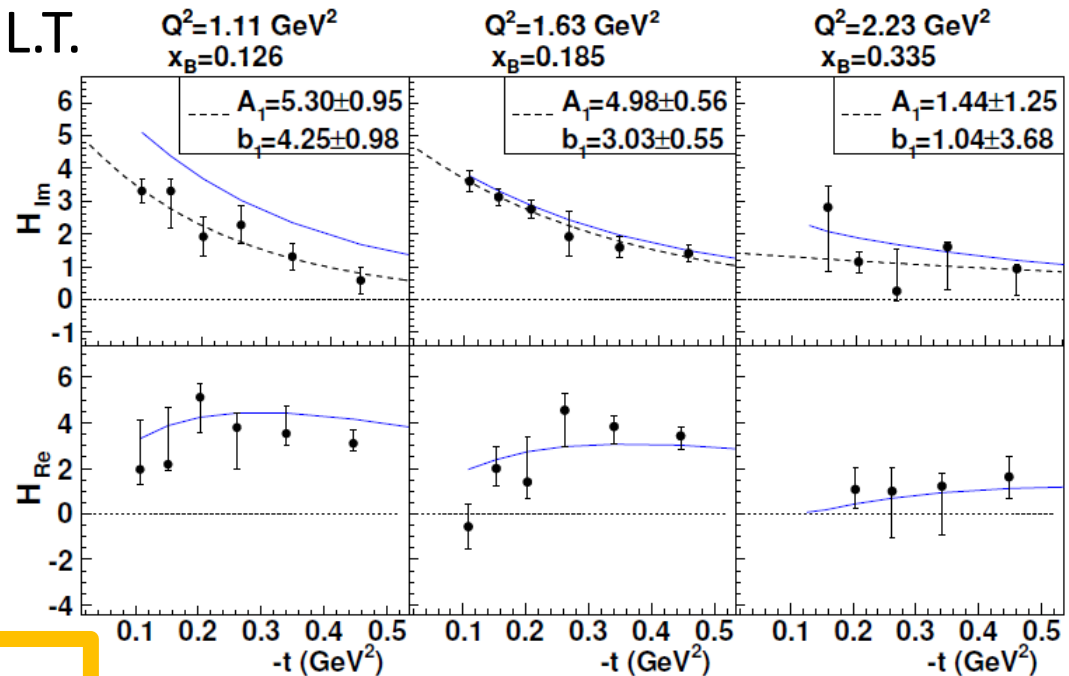 L.T.
Q²=1.11 GeV²
x_B=0.126
Q²=1.63 GeV²
x_B=0.185
Q²=2.23 GeV²
x_B=0.335
A₁=5.30±0.95
b₁=4.25±0.98
A₁=4.98±0.56
b₁=3.03±0.55
A₁=1.44±1.25
b₁=1.04±3.68
H_Im
6
5
4
3
2
1
0
-1
H_Re
6
4
2
0
-2
-4
0.1 0.2 0.3 0.4 0.5
0.1 0.2 0.3 0.4 0.5
0.1 0.2 0.3 0.4 0.5
-t (GeV²)
-t (GeV²)
-t (GeV²)